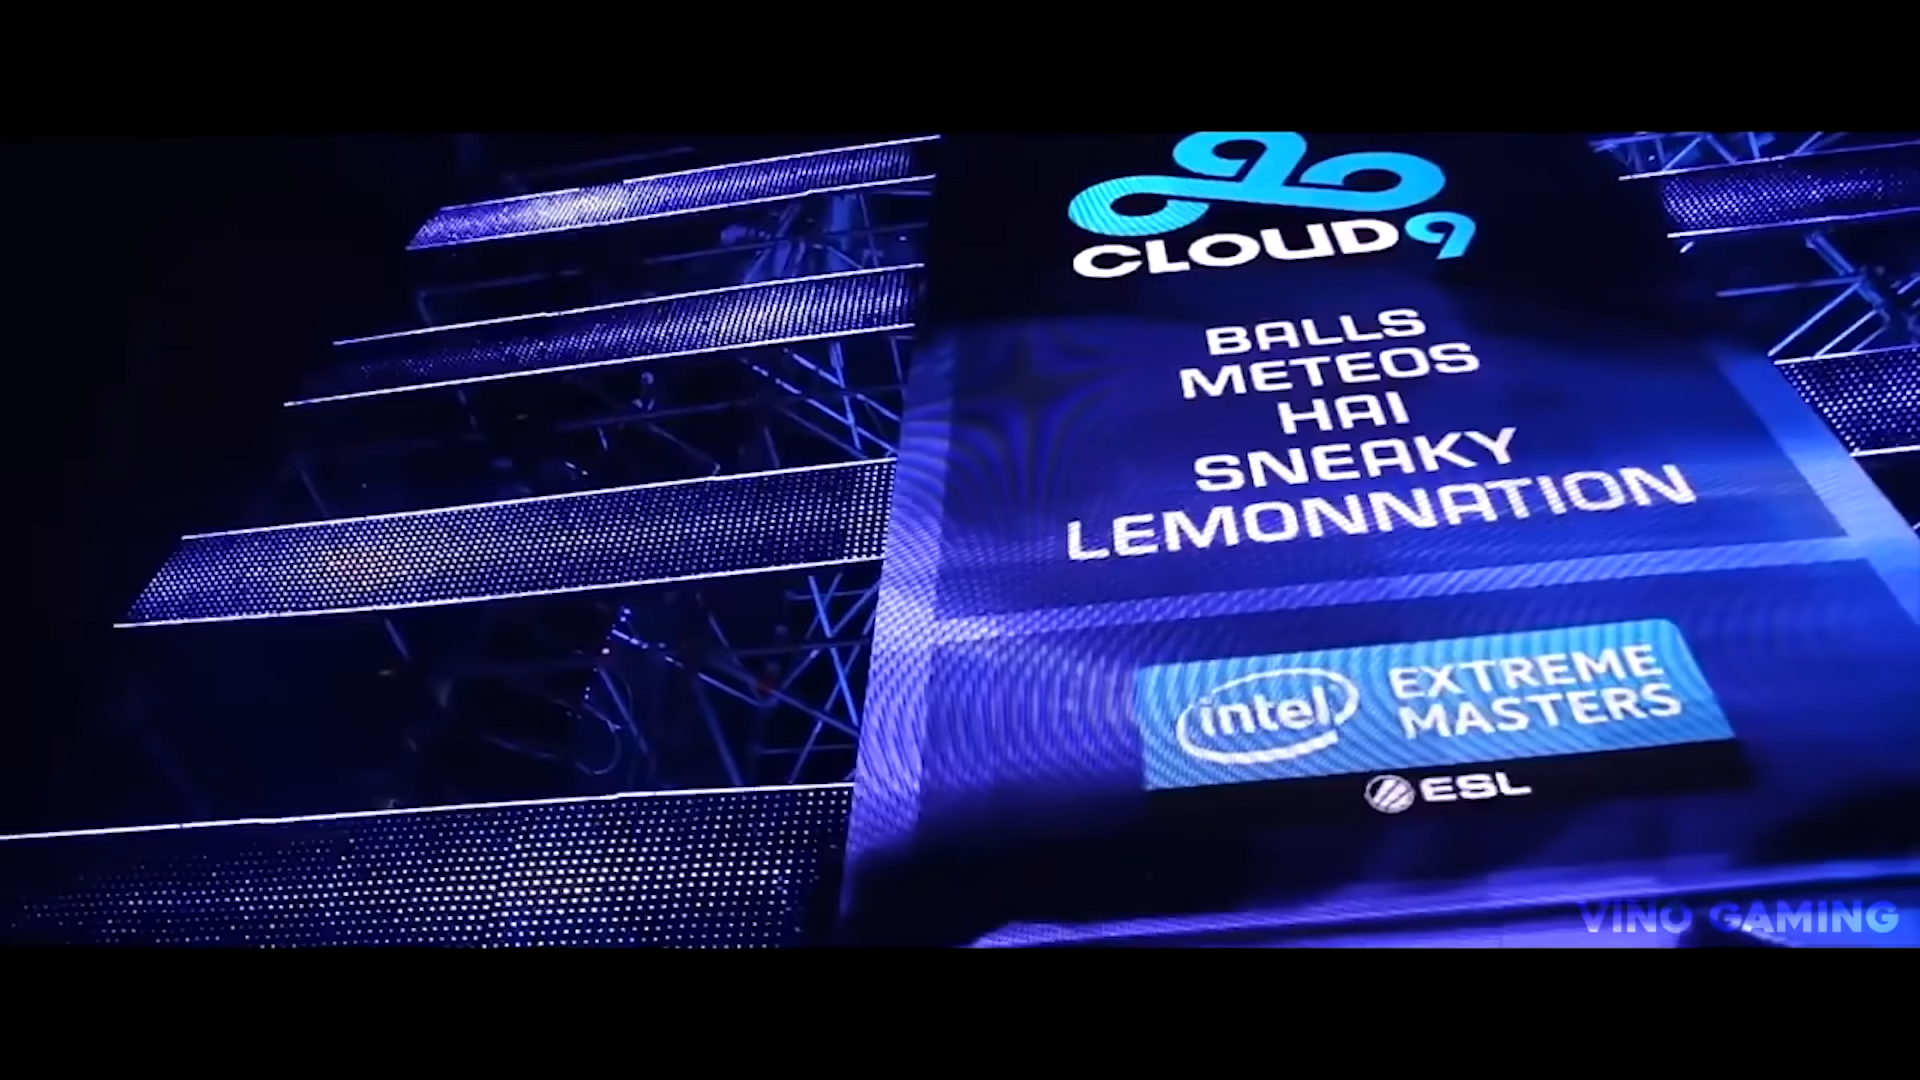 CLOUD9
BALLS
METEOS
HAI
SNEAKY
LEMONNATION
intel EXTREME
MASTERS
ESL
VINO GAMING